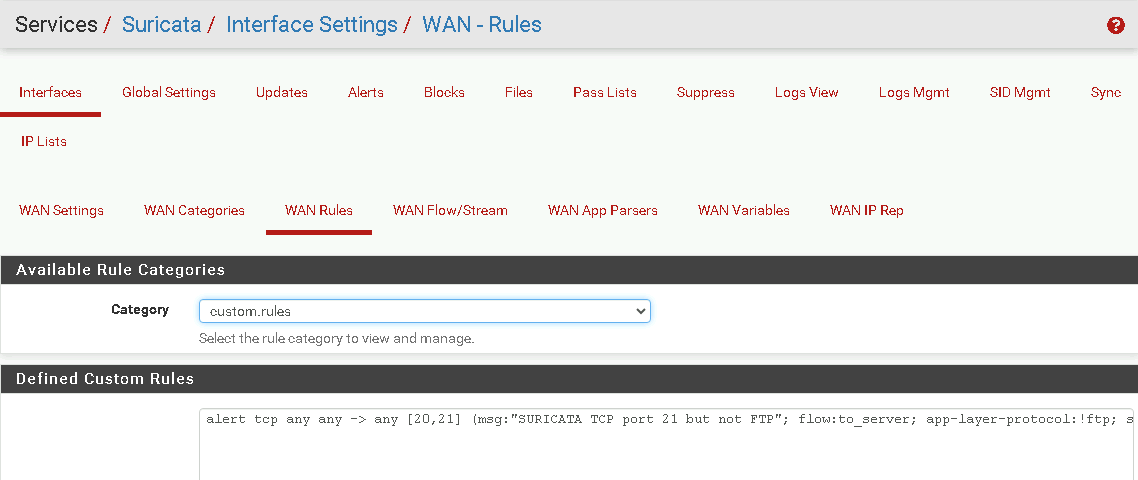 Services / Suricata / Interface Settings / WAN - Rules
Interfaces Global Settings Updates Alerts Blocks Files Pass Lists Suppress Logs View Logs Mgmt SID Mgmt Sync
IP Lists
WAN Settings WAN Categories WAN Rules WAN Flow/Stream WAN App Parsers WAN Variables WAN IP Rep
Available Rule Categories
Category custom.rules
Select the rule category to view and manage.
Defined Custom Rules
alert tcp any any -> any [20,21] (msg:"SURICATA TCP port 21 but not FTP"; flow:to_server; app-layer-protocol:!ftp; s